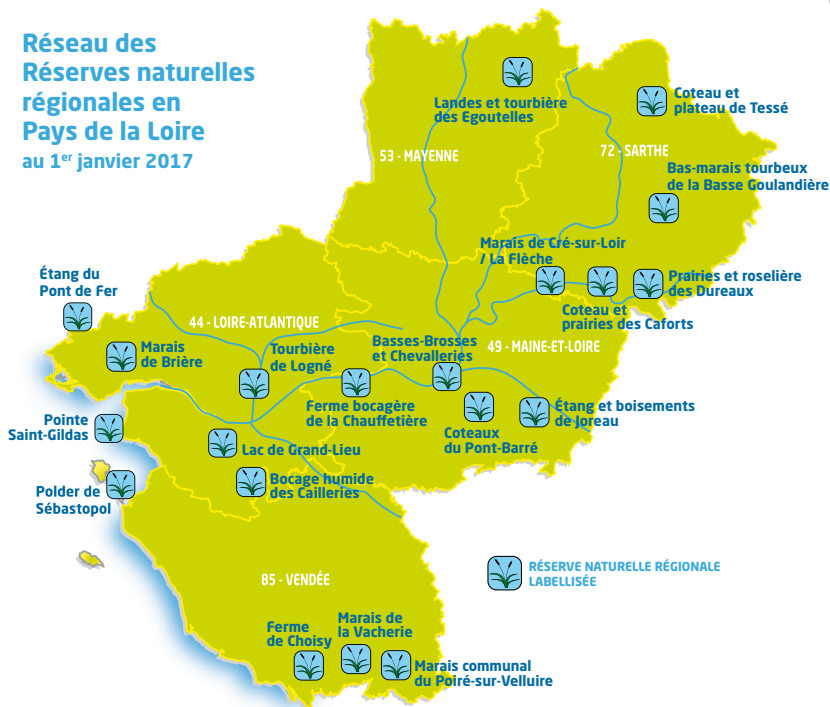 Réseau des
Réserves naturelles
régionales en
Pays de la Loire
au 1er janvier 2017
Landes et tourbière
des Egoutelles
Coteau et
plateau de Tessé
53 - MAYENNE
72 - SARTHE
Bas-marais tourbeux
de la Basse Goulandière
Marais de Cré-sur-Loir
/ La Flèche
Prairies et roselière
des Dureaux
Coteau et
prairies des Caforts
Étang du
Pont de Fer
44 - LOIRE-ATLANTIQUE
Marais
de Brière
Tourbière
de Logné
Basses-Brosses
et Chevalleries
49 - MAINE-ET-LOIRE
Ferme bocagère
de la Chauffetière
Étang et boisements
de Joreau
Coteaux
du Pont-Barré
Pointe
Saint-Gildas
Lac de Grand-Lieu
Polder de
Sébastopol
Bocage humide
des Cailleries
85 - VENDÉE
RÉSERVE NATURELLE RÉGIONALE
LABELLISÉE
Ferme
de Choisy
Marais de
la Vacherie
Marais communal
du Poiré-sur-Velluire